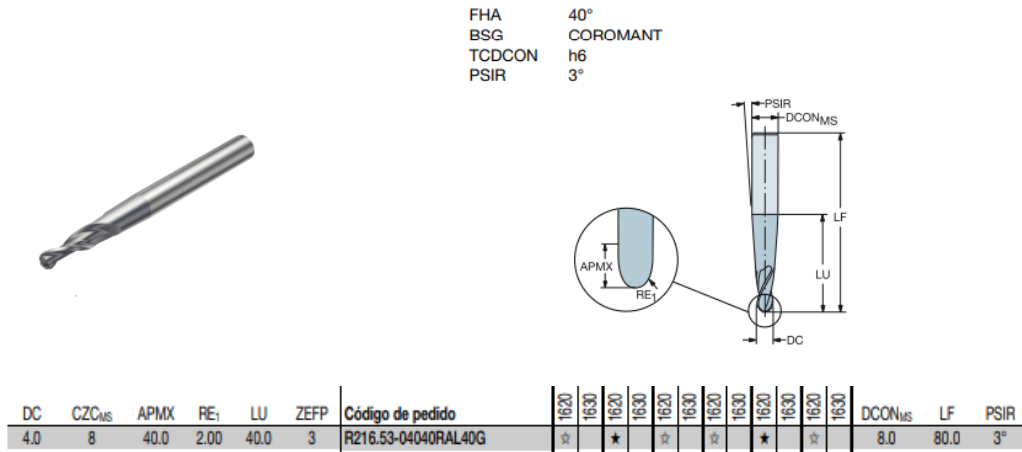 FHA 40°
BSG COROMANT
TCDCON h6
PSIR 3°
PSIR
DCONMS
LF
APMX
LU
RE1
DC
DC CZCMS APMX RE1 LU ZEFP Código de pedido 1620 1630 1620 1630 1620 1630 1620 1630 1620 1630 1620 1630 DCONMS LF PSIR
4.0 8 40.0 2.00 40.0 3 R216.53-04040RAL40G ☆ ★ ☆ ☆ ★ ☆ 8.0 80.0 3°